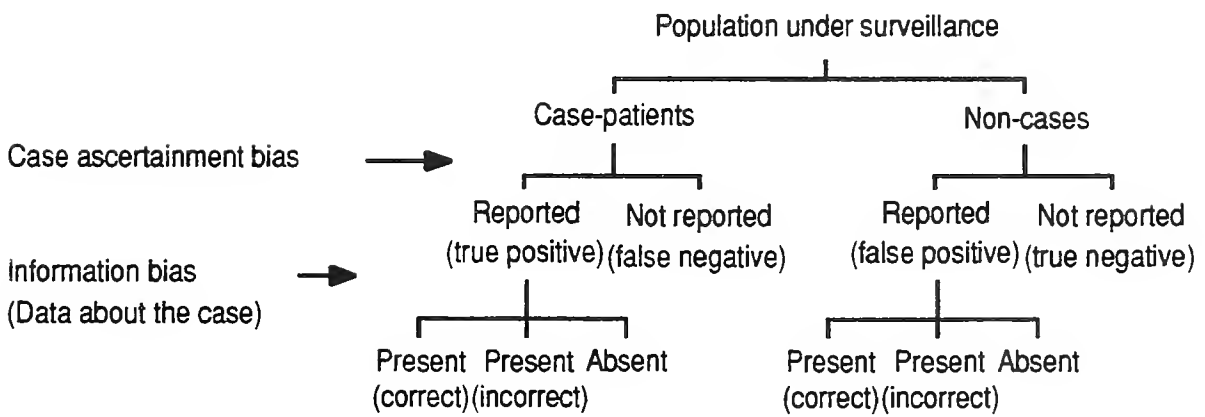 Population under surveillance
Case-patients Non-cases
Case ascertainment bias
Reported Not reported Reported Not reported
(true positive) (false negative) (false positive) (true negative)
Information bias
(Data about the case)
Present Present Absent Present Present Absent
(correct) (incorrect) (correct) (incorrect)